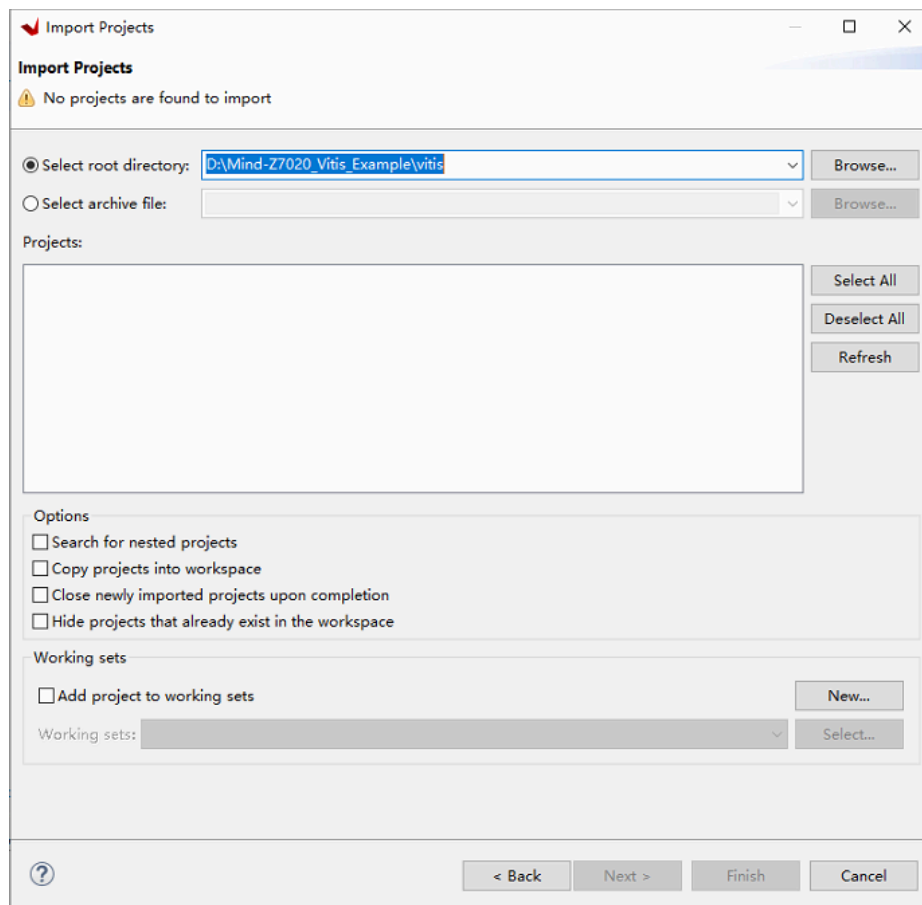 Import Projects
Import Projects
No projects are found to import
Select root directory: D:\Mind-Z7020_Vitis_Example\vitis Browse...
Select archive file: Browse...
Projects:
Select All
Deselect All
Refresh
Options
Search for nested projects
Copy projects into workspace
Close newly imported projects upon completion
Hide projects that already exist in the workspace
Working sets
Add project to working sets New...
Working sets: Select...
? < Back Next > Finish Cancel